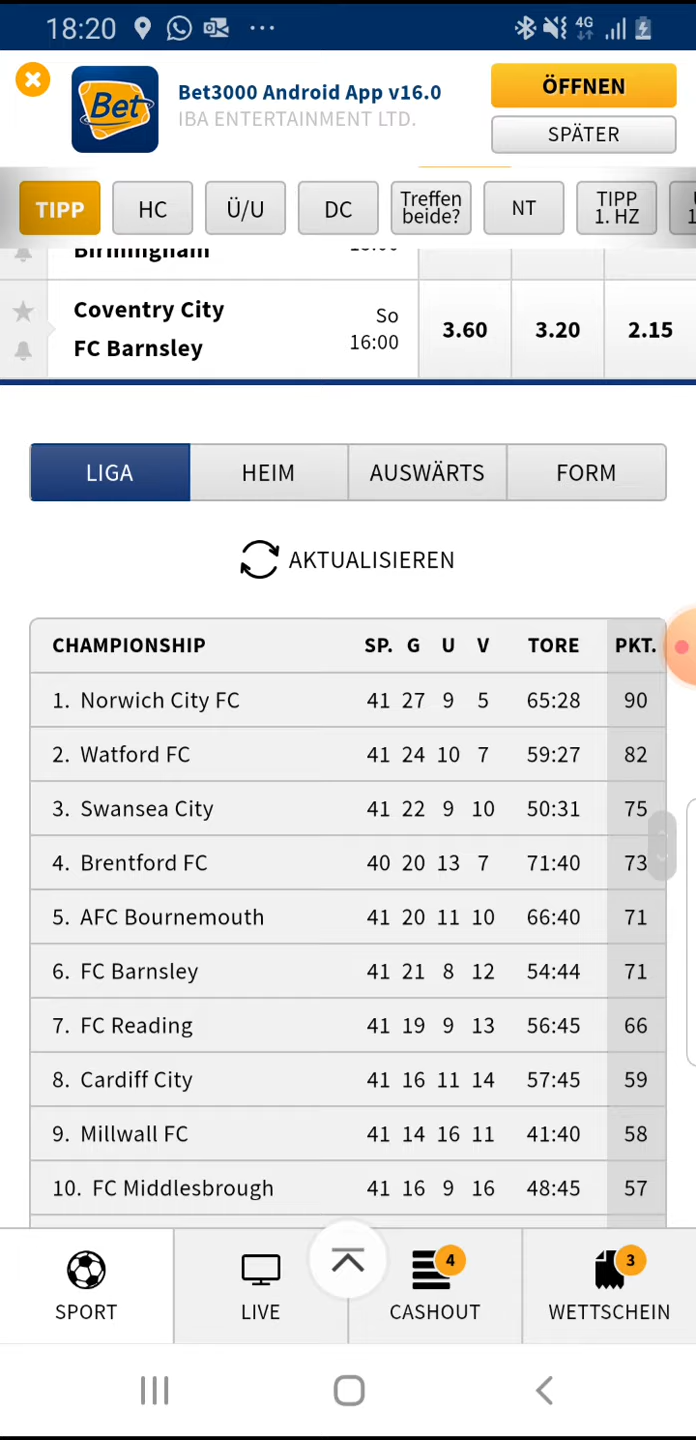 18:20
4G
Bet
Bet3000 Android App v16.0
IBA ENTERTAINMENT LTD.
ÖFFNEN
SPÄTER
TIPP
HC
Ü/U
DC
Treffen
beide?
NT
TIPP
1. HZ
Birmingham
Coventry City
FC Barnsley
So
16:00
3.60 3.20 2.15
LIGA HEIM AUSWÄRTS FORM
AKTUALISIEREN
CHAMPIONSHIP SP. G U V TORE PKT.
1. Norwich City FC 41 27 9 5 65:28 90
2. Watford FC 41 24 10 7 59:27 82
3. Swansea City 41 22 9 10 50:31 75
4. Brentford FC 40 20 13 7 71:40 73
5. AFC Bournemouth 41 20 11 10 66:40 71
6. FC Barnsley 41 21 8 12 54:44 71
7. FC Reading 41 19 9 13 56:45 66
8. Cardiff City 41 16 11 14 57:45 59
9. Millwall FC 41 14 16 11 41:40 58
10. FC Middlesbrough 41 16 9 16 48:45 57
4 3
SPORT LIVE CASHOUT WETTSCHEIN